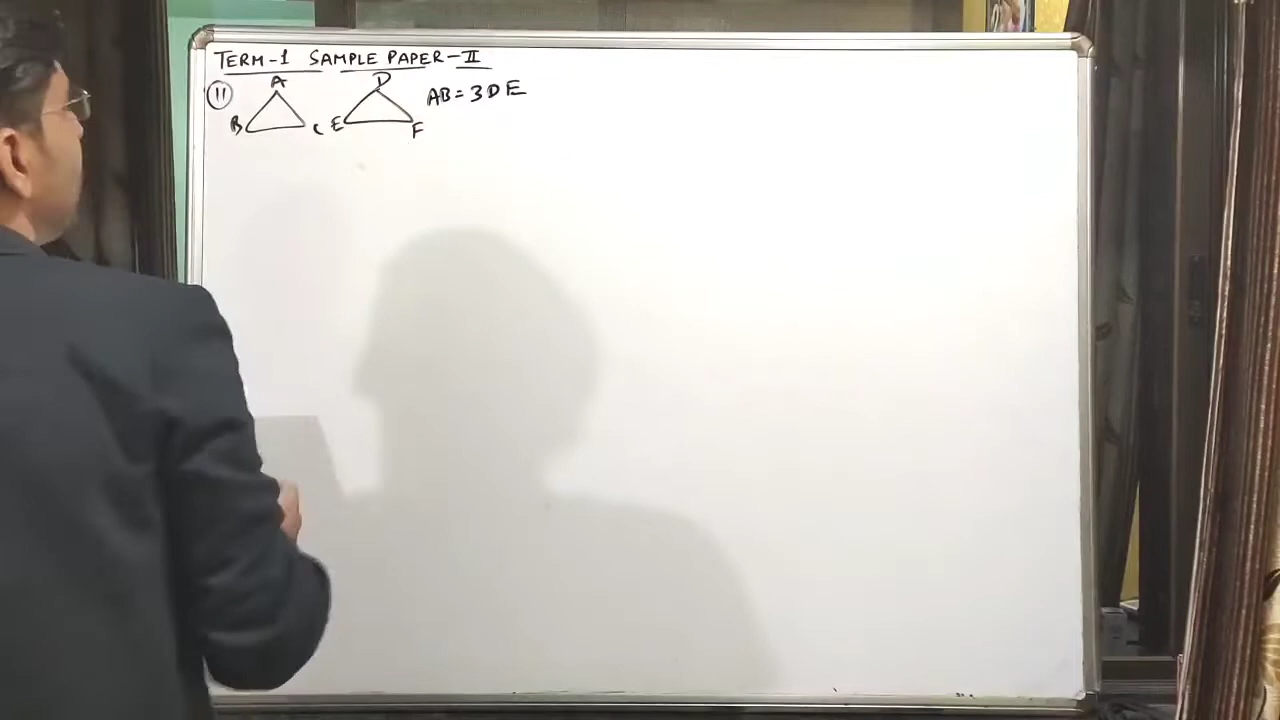 TERM-1 SAMPLE PAPER-II
11 A D AB = 3DE
B C E F